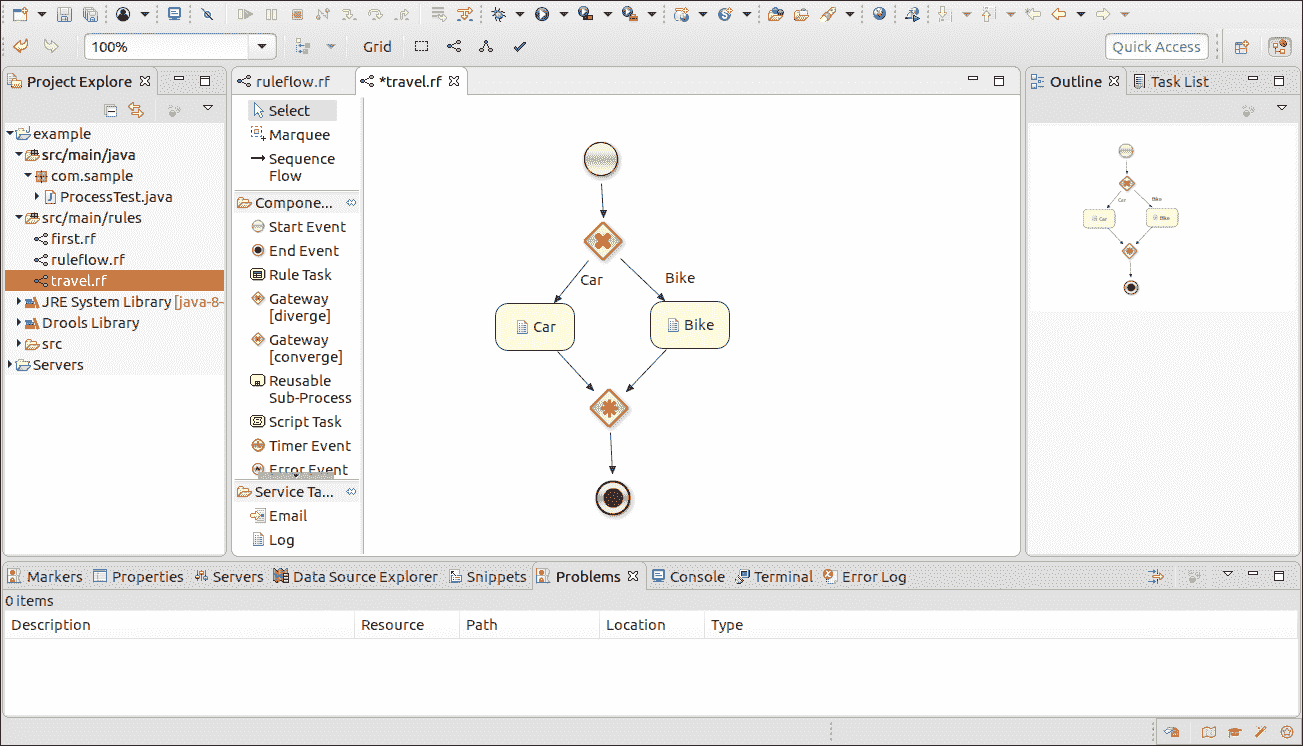 100%
Grid
Quick Access
Project Explore
example
src/main/java
com.sample
ProcessTest.java
src/main/rules
first.rf
ruleflow.rf
travel.rf
JRE System Library [java-8-
Drools Library
src
Servers
ruleflow.rf
*travel.rf
Select
Marquee
Sequence
Flow
Compone...
Start Event
End Event
Rule Task
Gateway
[diverge]
Gateway
[converge]
Reusable
Sub-Process
Script Task
Timer Event
Error Event
Service Ta...
Email
Log
Car
Bike
Car
Bike
Outline
Task List
Car
Bike
Car
Bike
Markers
Properties
Servers
Data Source Explorer
Snippets
Problems
Console
Terminal
Error Log
0 items
Description
Resource
Path
Location
Type